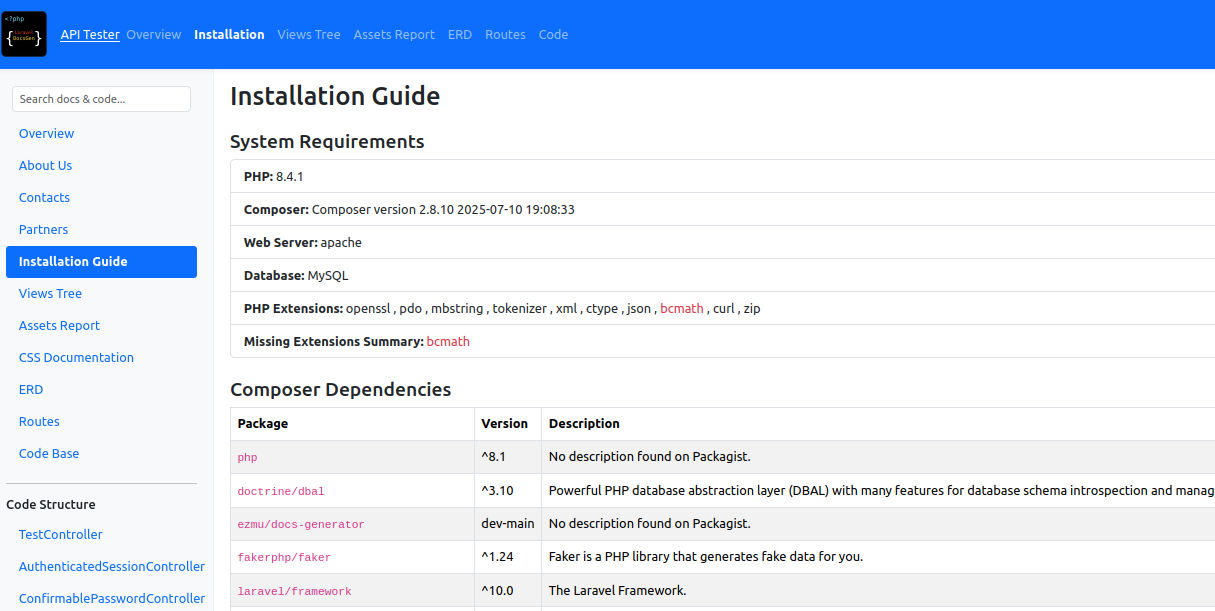 <?php
{Laravel
DocsGen}
API Tester Overview Installation Views Tree Assets Report ERD Routes Code
Search docs & code...
Overview
About Us
Contacts
Partners
Installation Guide
Views Tree
Assets Report
CSS Documentation
ERD
Routes
Code Base
Code Structure
TestController
AuthenticatedSessionController
ConfirmablePasswordController
Installation Guide
System Requirements
PHP: 8.4.1
Composer: Composer version 2.8.10 2025-07-10 19:08:33
Web Server: apache
Database: MySQL
PHP Extensions: openssl , pdo , mbstring , tokenizer , xml , ctype , json , bcmath , curl , zip
Missing Extensions Summary: bcmath
Composer Dependencies
Package Version Description
php ^8.1 No description found on Packagist.
doctrine/dbal ^3.10 Powerful PHP database abstraction layer (DBAL) with many features for database schema introspection and manag
ezmu/docs-generator dev-main No description found on Packagist.
fakerphp/faker ^1.24 Faker is a PHP library that generates fake data for you.
laravel/framework ^10.0 The Laravel Framework.